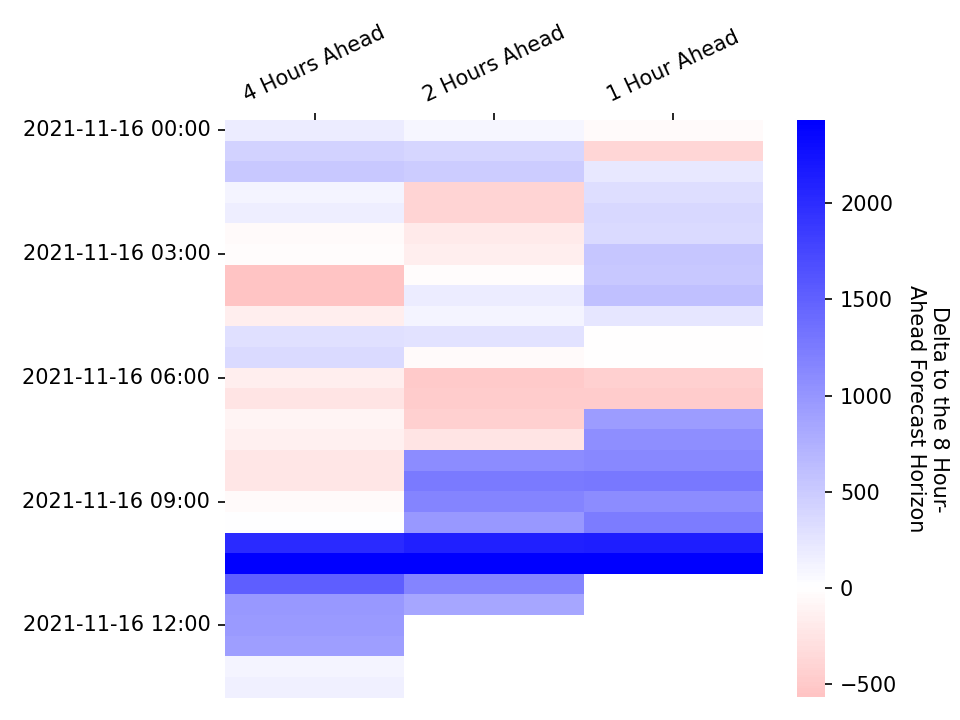 4 Hours Ahead
2 Hours Ahead
1 Hour Ahead
2021-11-16 00:00
2021-11-16 03:00
2021-11-16 06:00
2021-11-16 09:00
2021-11-16 12:00
2000
1500
1000
500
0
−500
Delta to the 8 Hour-
Ahead Forecast Horizon